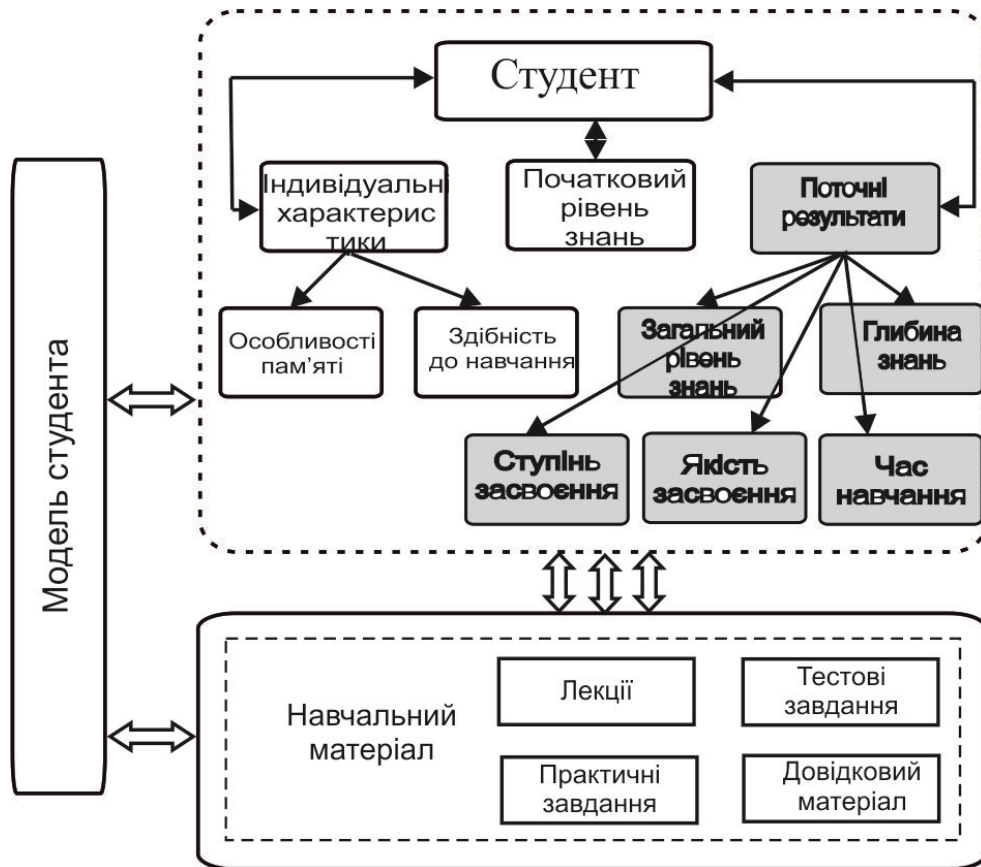 Студент
Індивідуальні
характерис
тики
Початковий
рівень
знань
Поточні
результати
Особливості
пам’яті
Здібність
до навчання
Загальний
рівень
знань
Глибина
знань
Ступінь
засвоєння
Якість
засвоєння
Час
навчання
Модель студента
Навчальний
матеріал
Лекції
Тестові
завдання
Практичні
завдання
Довідковий
матеріал